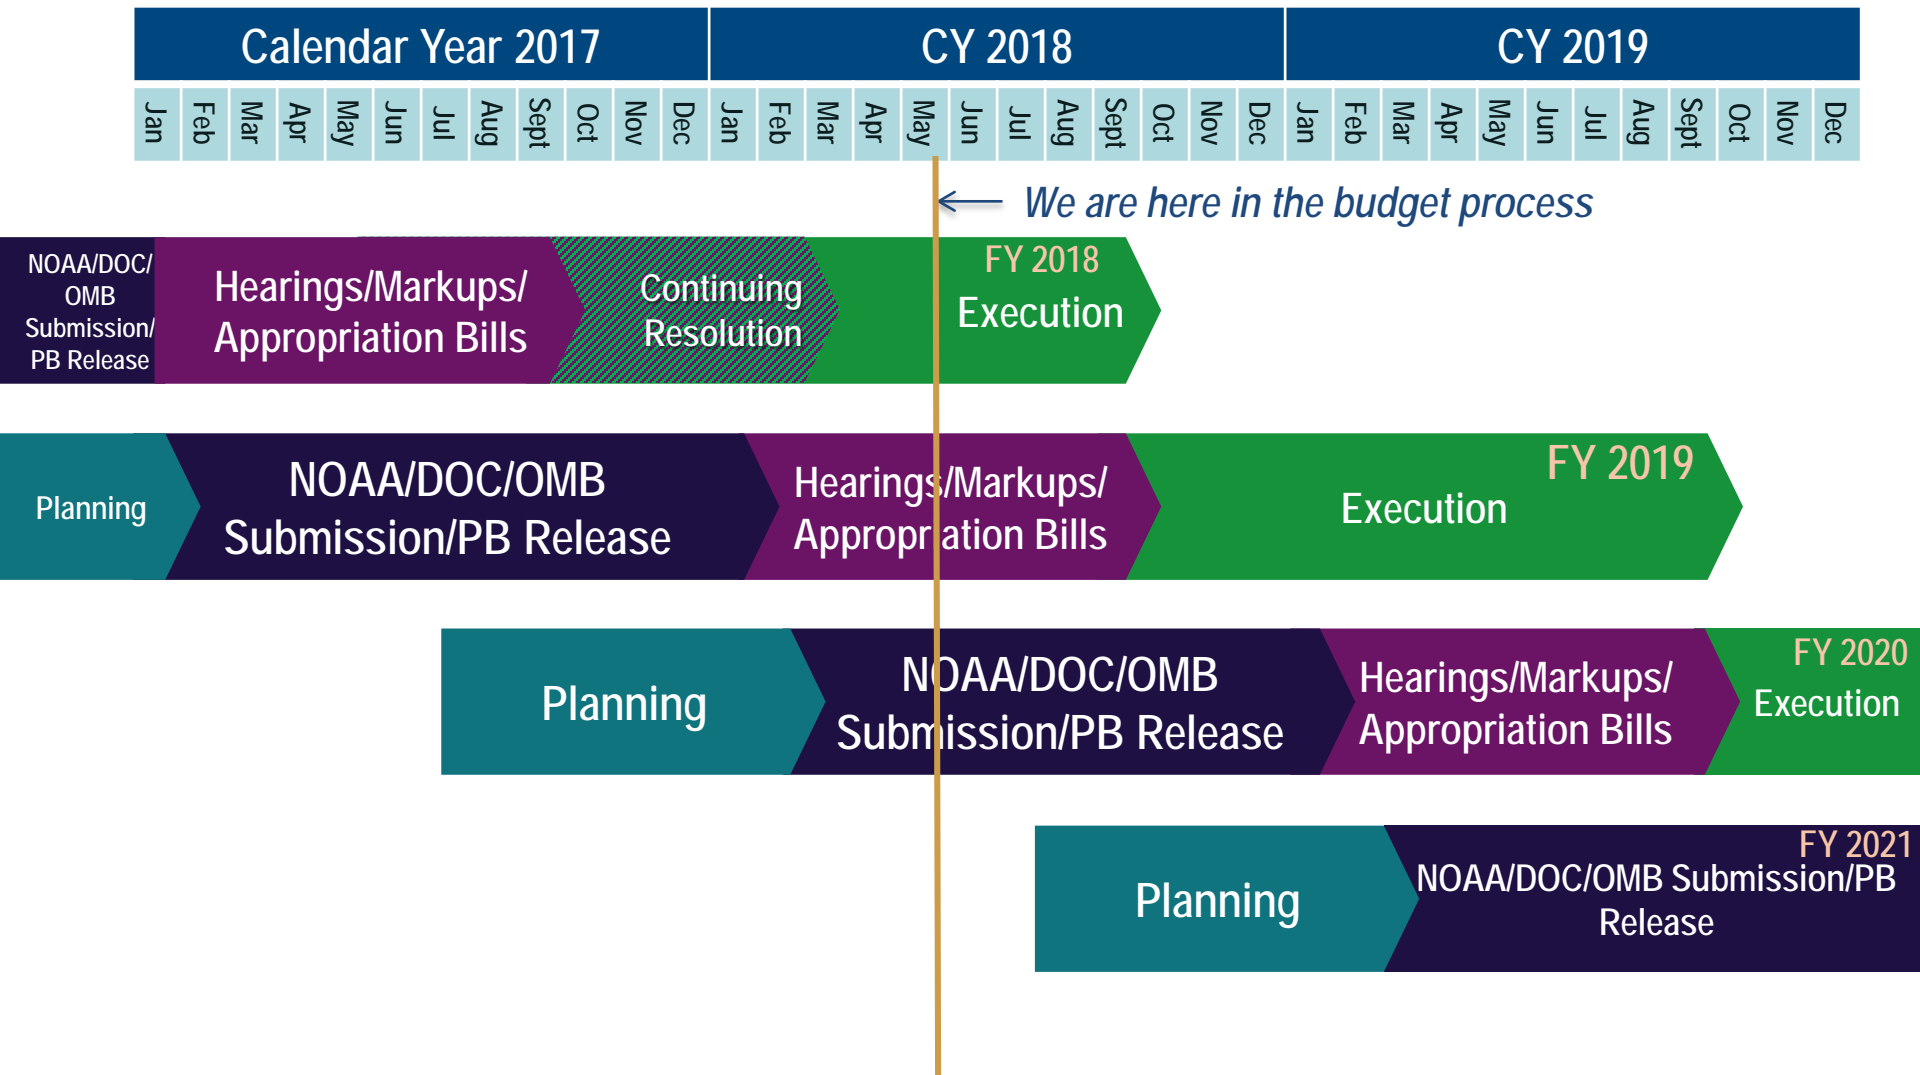 Calendar Year 2017 CY 2018 CY 2019
Jan Feb Mar Apr May Jun Jul Aug Sept Oct Nov Dec Jan Feb Mar Apr May Jun Jul Aug Sept Oct Nov Dec Jan Feb Mar Apr May Jun Jul Aug Sept Oct Nov Dec
We are here in the budget process
NOAA/DOC/
OMB
Submission/
PB Release
Hearings/Markups/
Appropriation Bills
Continuing
Resolution
FY 2018
Execution
Planning
NOAA/DOC/OMB
Submission/PB Release
Hearings/Markups/
Appropriation Bills
FY 2019
Execution
Planning
NOAA/DOC/OMB
Submission/PB Release
Hearings/Markups/
Appropriation Bills
FY 2020
Execution
Planning
FY 2021
NOAA/DOC/OMB Submission/PB
Release